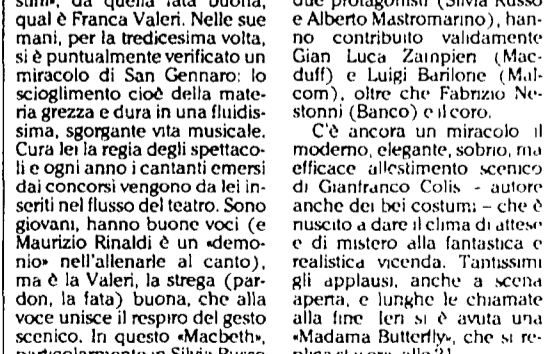 da quella fata buona,
qual è Franca Valeri. Nelle sue
mani, per la tredicesima volta,
si è puntualmente verificato un
miracolo di San Gennaro: lo
scioglimento cioè della mate-
ria grezza e dura in una fluidis-
sima, sgorgante vita musicale.
Cura lei la regia degli spettaco-
li e ogni anno i cantanti emersi
dai concorsi vengono da lei in-
seriti nel flusso del teatro. Sono
giovani, hanno buone voci (e
Maurizio Rinaldi è un «demo-
nio» nell'allenarle al canto),
ma è la Valeri, la strega (par-
don, la fata) buona, che alla
voce unisce il respiro del gesto
scenico. In questo «Macbeth»,
particolarmente in Silvia Russo
due protagonisti (Silvia Russo
e Alberto Mastromarino), han-
no contribuito validamente
Gian Luca Zampieri (Mac-
duff) e Luigi Barilone (Mal-
com), oltre che Fabrizio Ne-
stonni (Banco) e il coro.
C'è ancora un miracolo il
moderno, elegante, sobrio, ma
efficace allestimento scenico
di Gianfranco Colis - autore
anche dei bei costumi - che è
riuscito a dare il clima di attese
e di mistero alla fantastica e
realistica vicenda. Tantissimi
gli applausi, anche a scena
aperta, e lunghe le chiamate
alla fine Ieri si è avuta una
«Madama Butterfly», che si re-